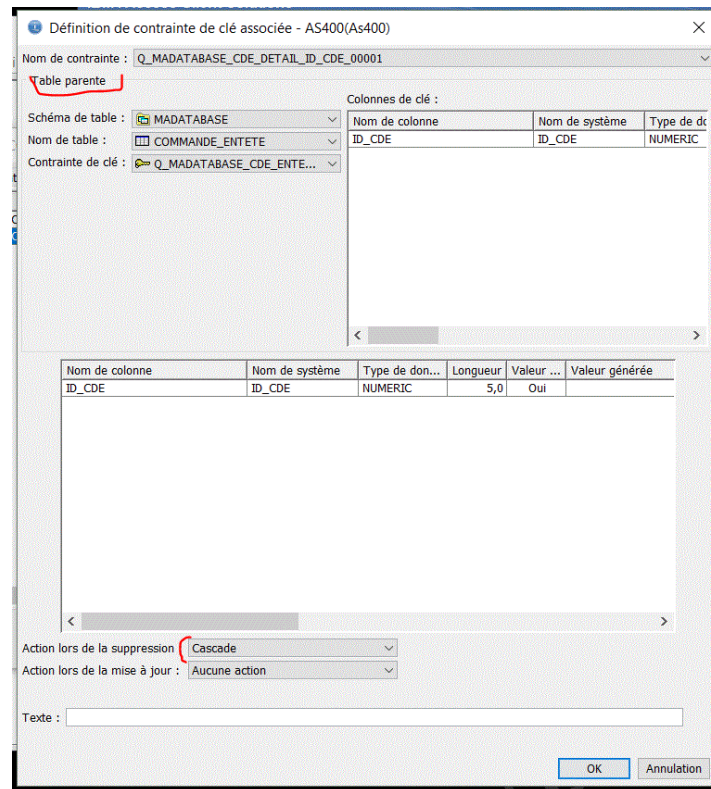 Définition de contrainte de clé associée - AS400(As400)
Nom de contrainte : Q_MADATABASE_CDE_DETAIL_ID_CDE_00001
Table parente
Colonnes de clé :
Schéma de table : MADATABASE
Nom de table : COMMANDE_ENTETE
Contrainte de clé : Q_MADATABASE_CDE_ENTE...
Nom de colonne Nom de système Type de dc
ID_CDE ID_CDE NUMERIC
Nom de colonne Nom de système Type de don... Longueur Valeur ... Valeur générée
ID_CDE ID_CDE NUMERIC 5,0 Oui
Action lors de la suppression Cascade
Action lors de la mise à jour : Aucune action
Texte :
OK Annulation